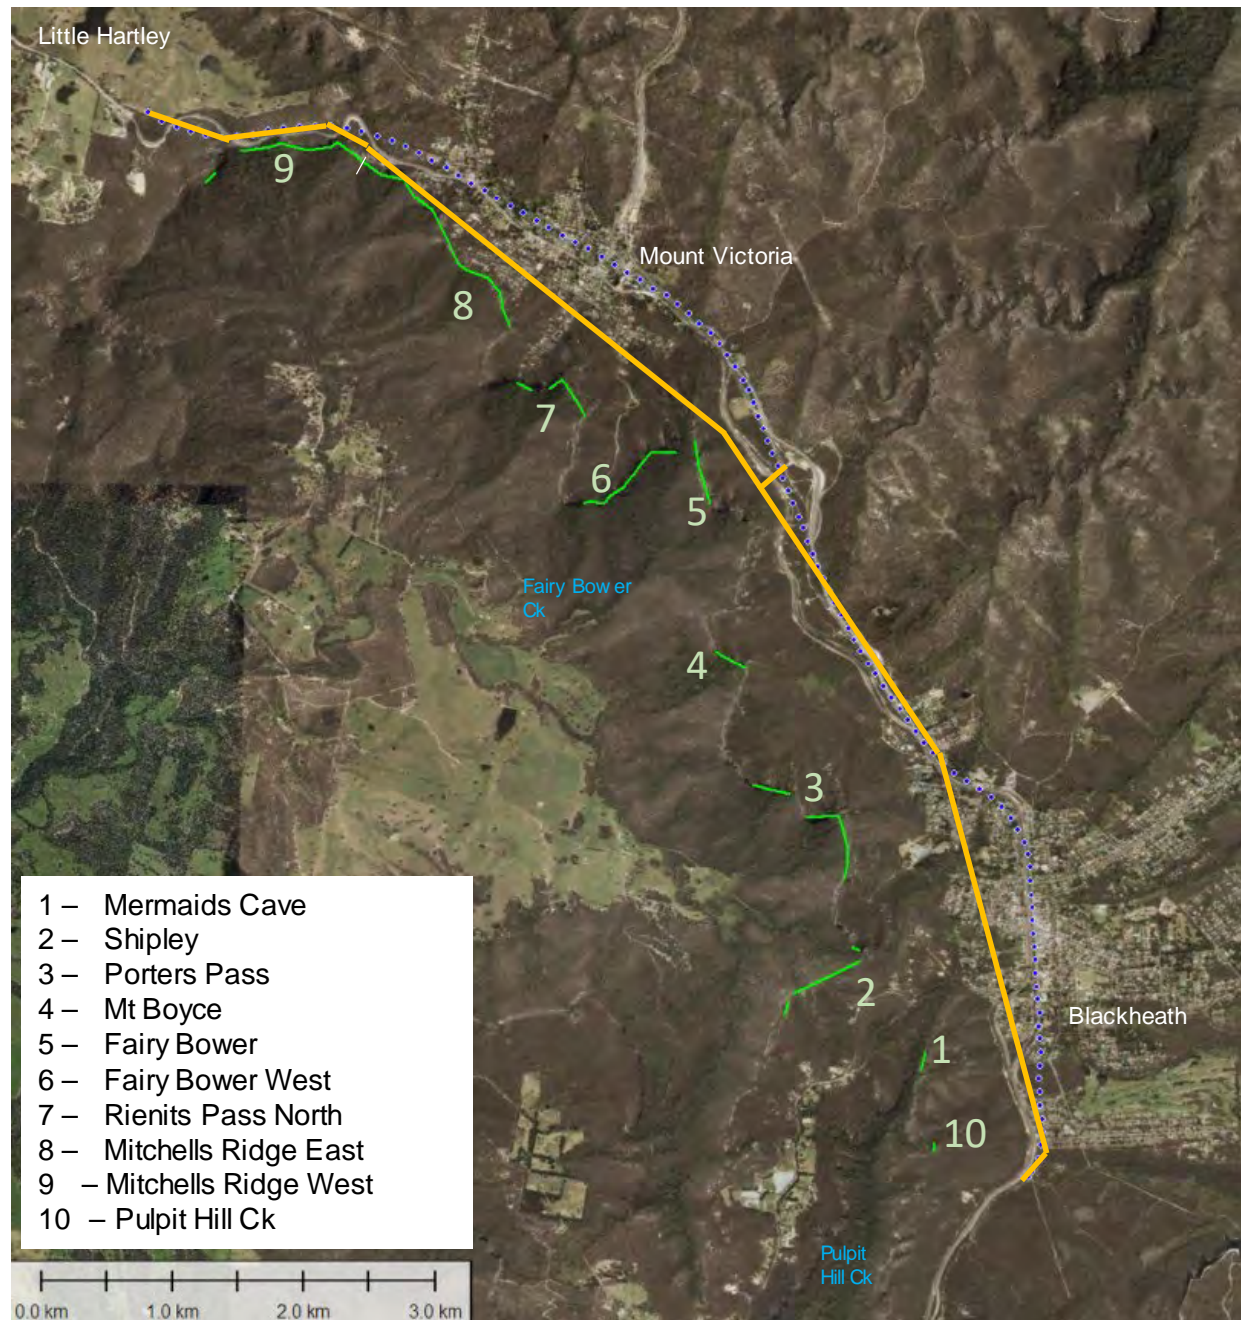 Little Hartley
9
Mount Victoria
8
7
6
5
Fairy Bower
Ck
4
3
2
Blackheath
1
10
1 – Mermaids Cave
2 – Shipley
3 – Porters Pass
4 – Mt Boyce
5 – Fairy Bower
6 – Fairy Bower West
7 – Rienits Pass North
8 – Mitchells Ridge East
9 – Mitchells Ridge West
10 – Pulpit Hill Ck
Pulpit
Hill Ck
0.0 km 1.0 km 2.0 km 3.0 km